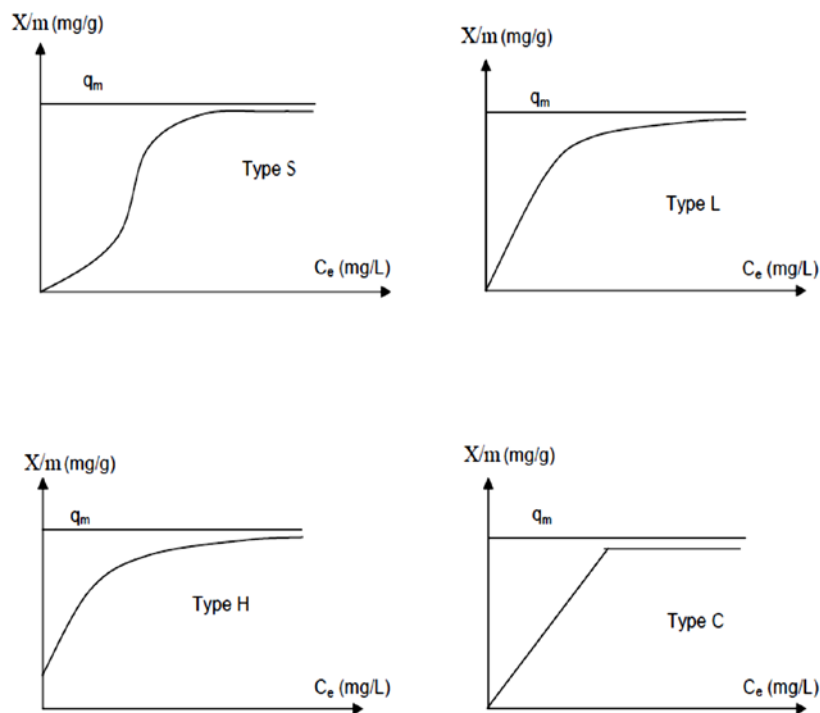 X/m (mg/g)
qm
Type S
Ce (mg/L)
X/m (mg/g)
qm
Type L
Ce (mg/L)
X/m (mg/g)
qm
Type H
Ce (mg/L)
X/m (mg/g)
qm
Type C
Ce (mg/L)